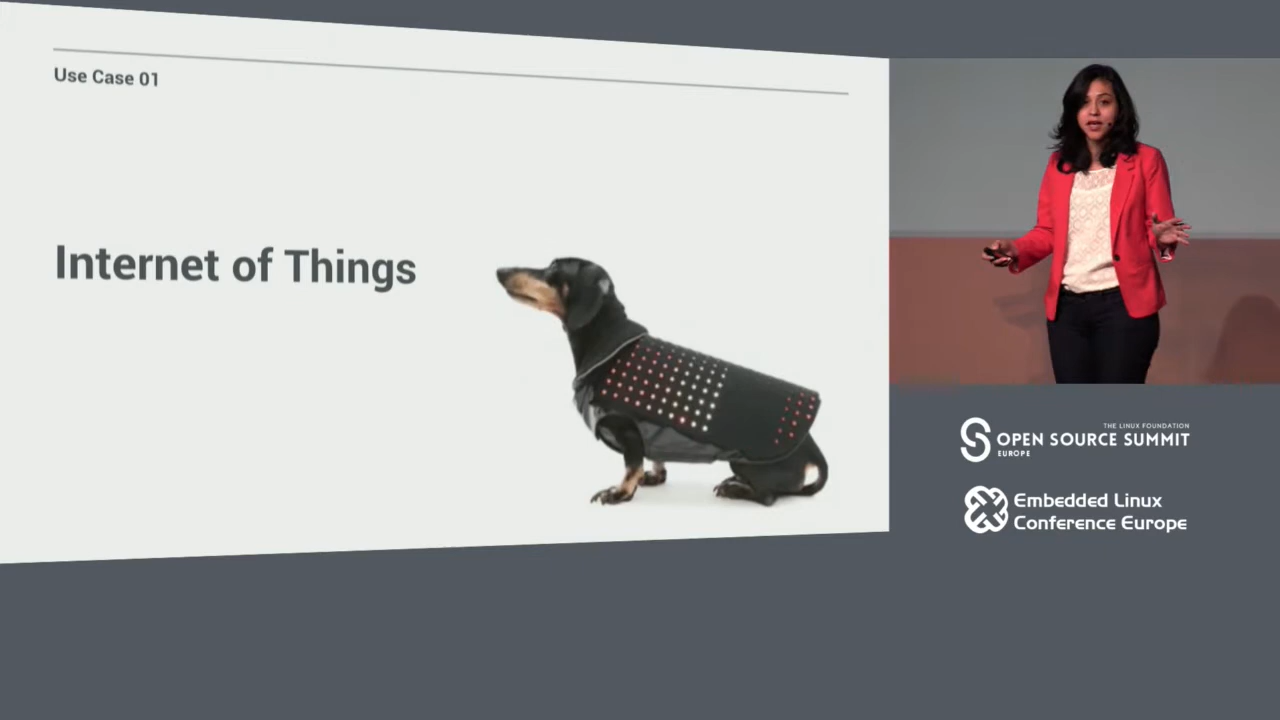 Use Case 01
Internet of Things
THE LINUX FOUNDATION
OPEN SOURCE SUMMIT
EUROPE
Embedded Linux
Conference Europe